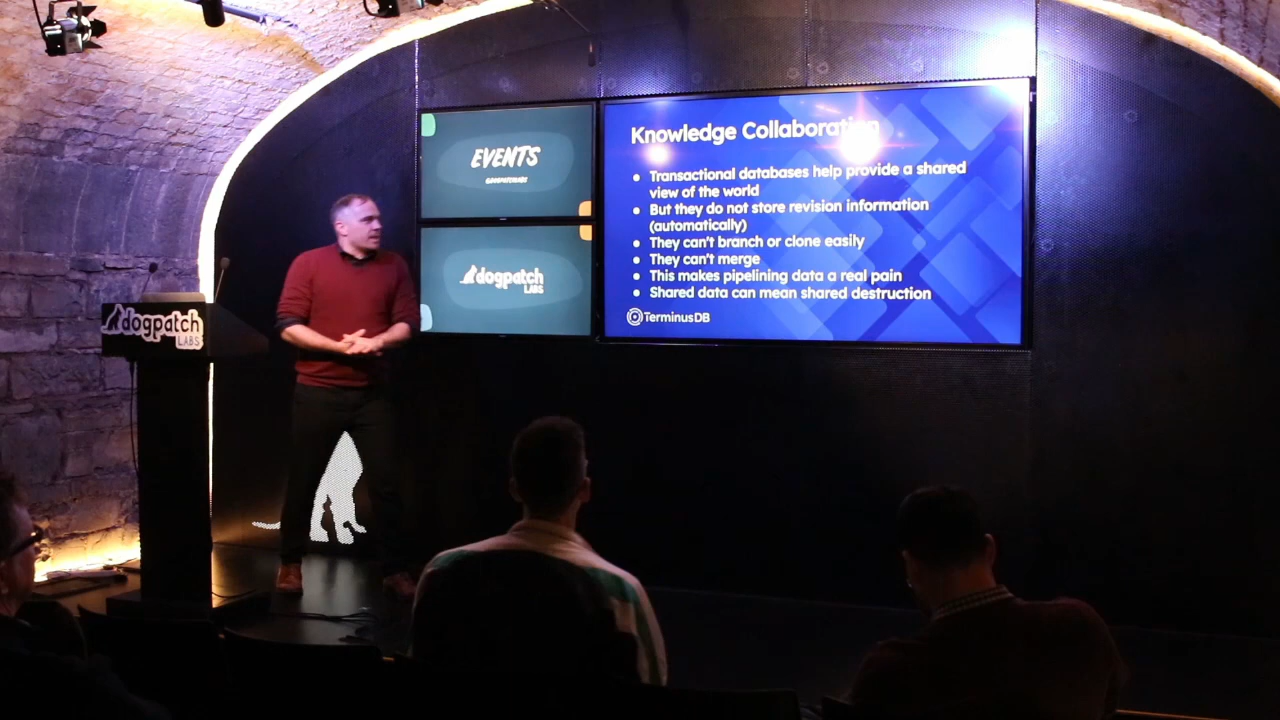 EVENTS
@DOGPATCHLABS
dogpatch
LABS
Knowledge Collaboration
• Transactional databases help provide a shared
view of the world
• But they do not store revision information
(automatically)
• They can't branch or clone easily
• They can't merge
• This makes pipelining data a real pain
• Shared data can mean shared destruction
TerminusDB
dogpatch
LABS